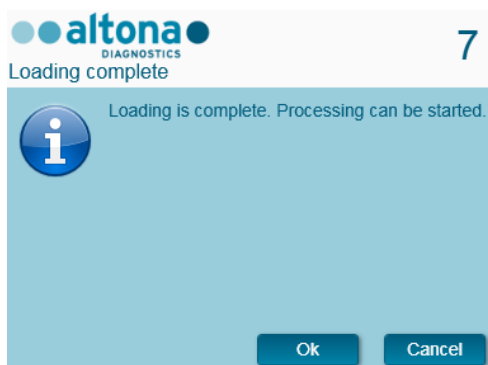 altona
DIAGNOSTICS
7
Loading complete
Loading is complete. Processing can be started.
Ok
Cancel